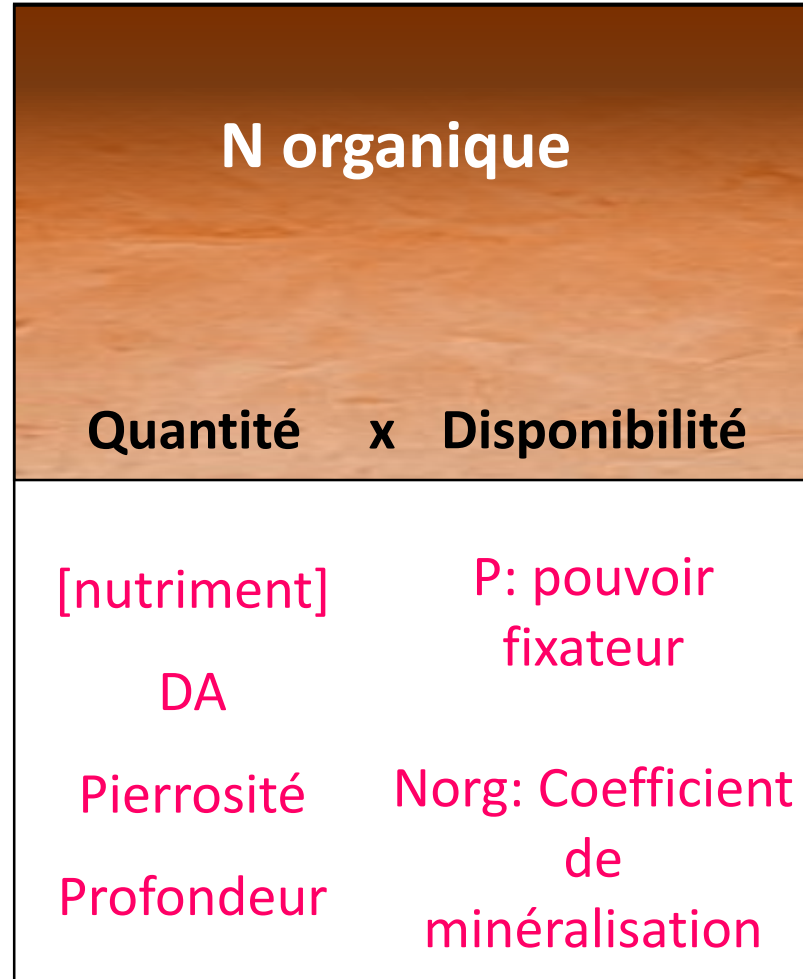 N organique
Quantité x Disponibilité
[nutriment]
DA
Pierrosité
Profondeur
P: pouvoir
fixateur
Norg: Coefficient
de
minéralisation